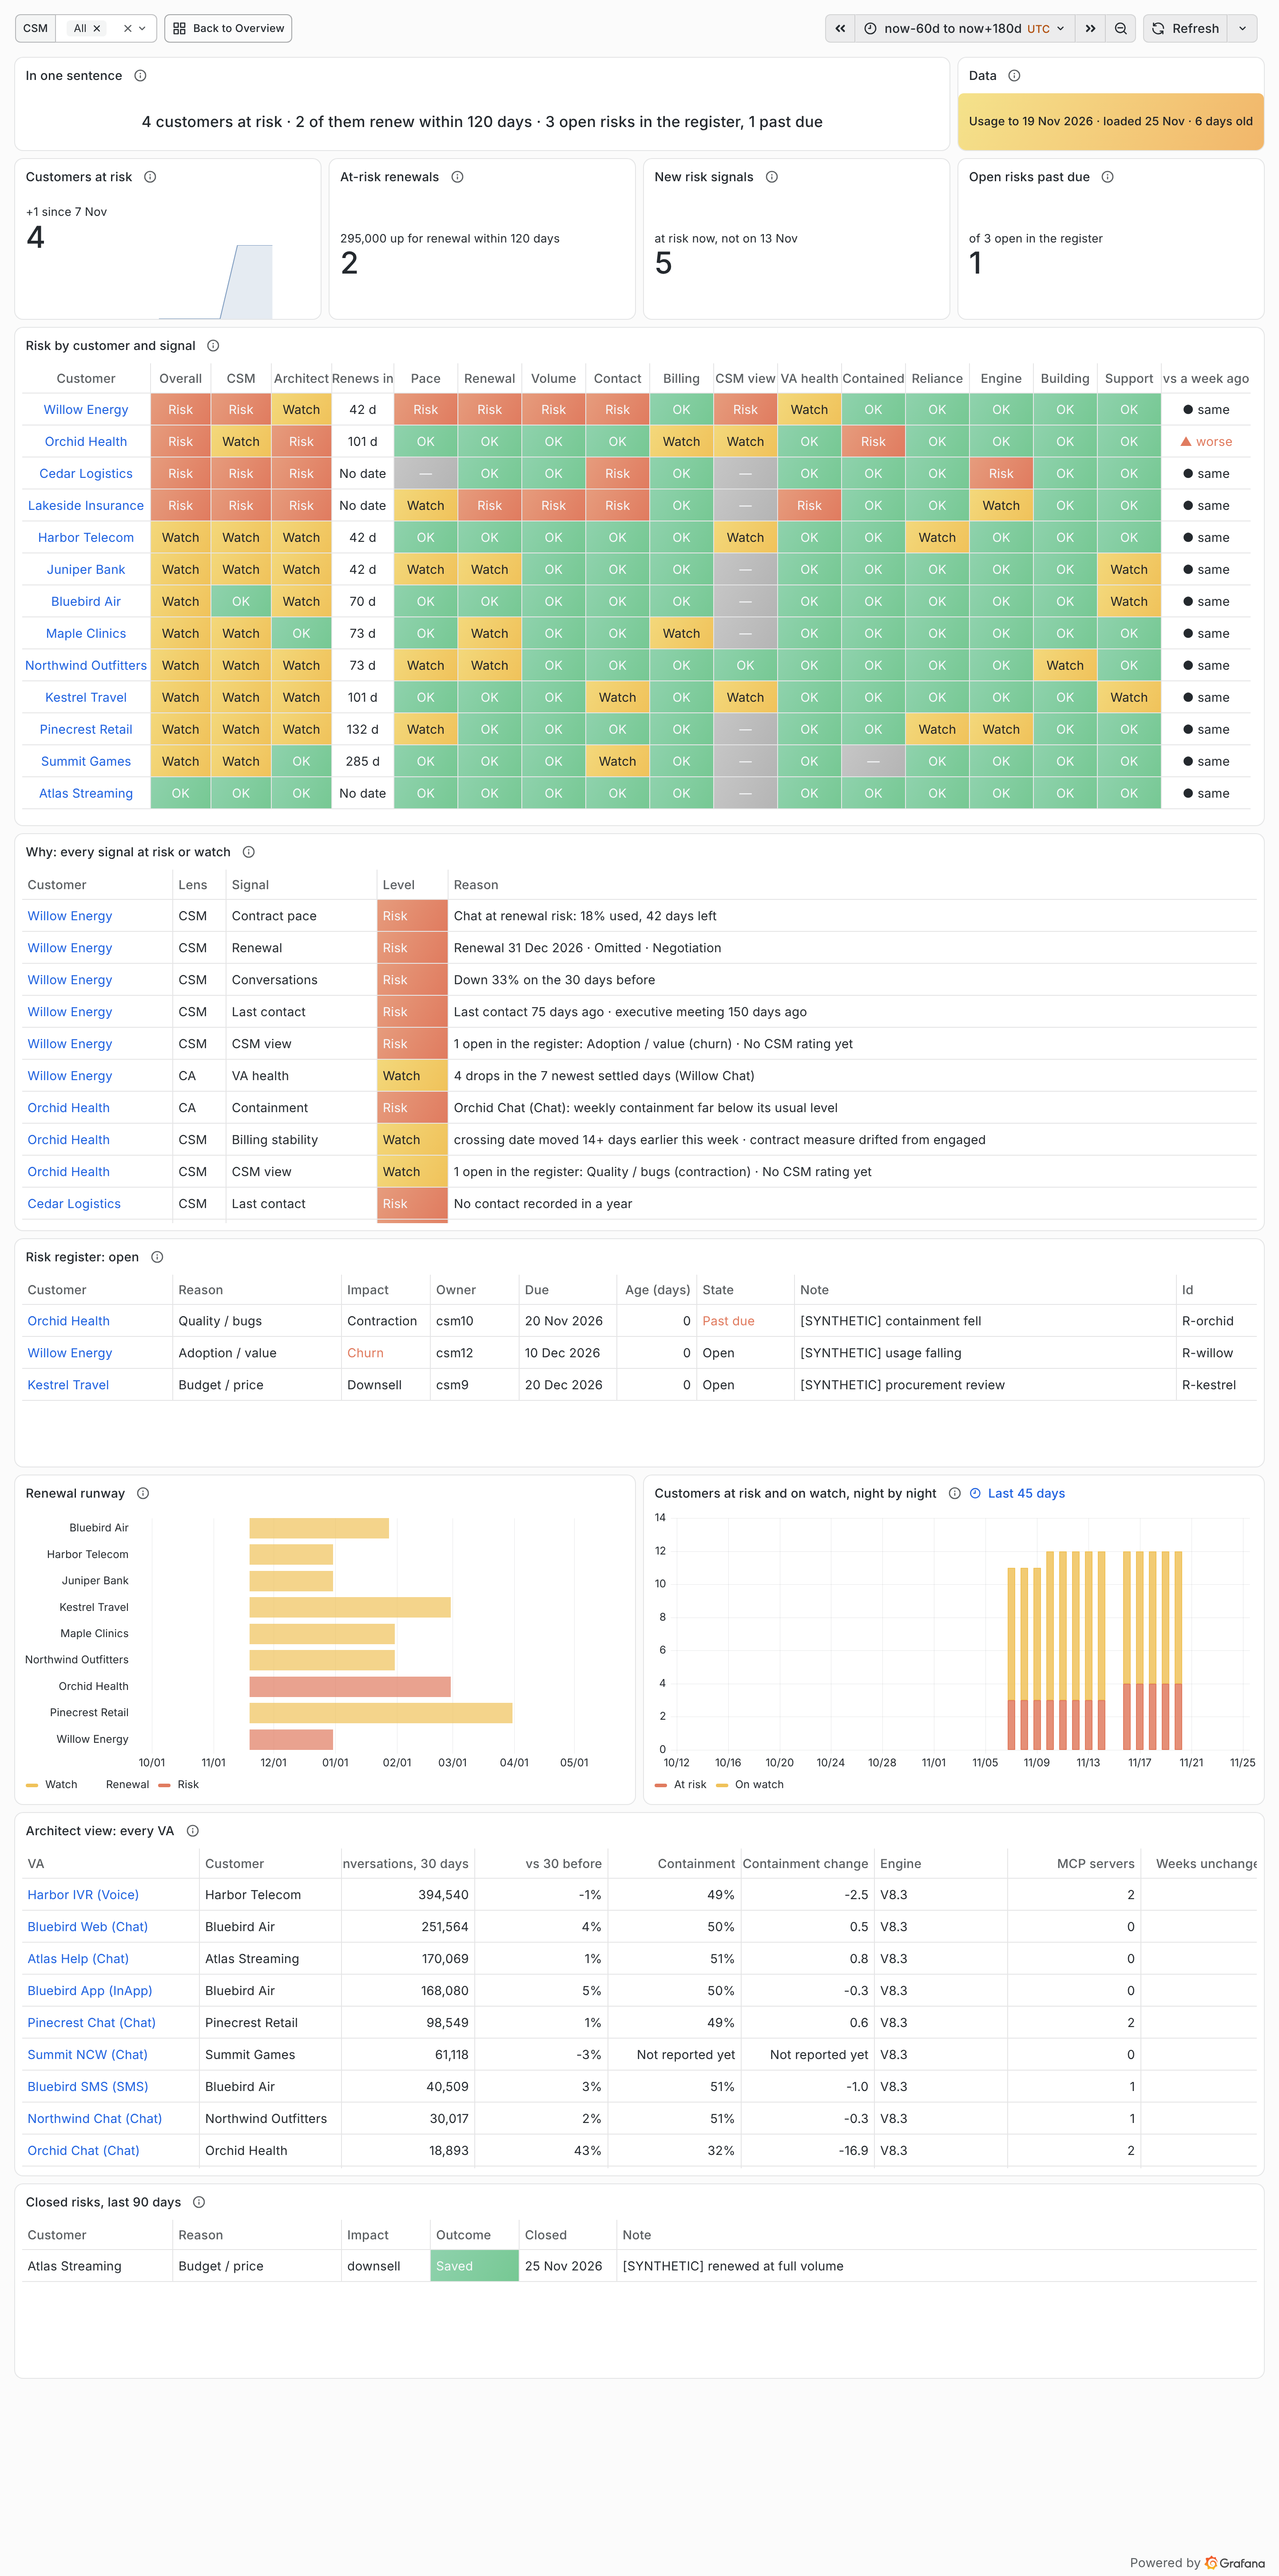 CSM All × × Back to Overview now-60d to now+180d UTC Refresh
In one sentence
4 customers at risk · 2 of them renew within 120 days · 3 open risks in the register, 1 past due
Data
Usage to 19 Nov 2026 · loaded 25 Nov · 6 days old
Customers at risk
+1 since 7 Nov
4
At-risk renewals
295,000 up for renewal within 120 days
2
New risk signals
at risk now, not on 13 Nov
5
Open risks past due
of 3 open in the register
1
Risk by customer and signal
Customer Overall CSM Architect Renews in Pace Renewal Volume Contact Billing CSM view VA health Contained Reliance Engine Building Support vs a week ago
Willow Energy Risk Risk Watch 42 d Risk Risk Risk Risk OK Risk Watch OK OK OK OK OK ● same
Orchid Health Risk Watch Risk 101 d OK OK OK OK Watch Watch OK Risk OK OK OK OK ▲ worse
Cedar Logistics Risk Risk Risk No date — OK OK Risk OK — OK OK OK Risk OK OK ● same
Lakeside Insurance Risk Risk Risk No date Watch Risk Risk Risk OK — Risk OK OK Watch OK OK ● same
Harbor Telecom Watch Watch Watch 42 d OK OK OK OK OK Watch OK OK Watch OK OK OK ● same
Juniper Bank Watch Watch Watch 42 d Watch Watch OK OK OK — OK OK OK OK OK Watch ● same
Bluebird Air Watch OK Watch 70 d OK OK OK OK OK — OK OK OK OK OK Watch ● same
Maple Clinics Watch Watch OK 73 d OK Watch OK OK Watch — OK OK OK OK OK OK ● same
Northwind Outfitters Watch Watch Watch 73 d Watch Watch OK OK OK OK OK OK OK OK Watch OK ● same
Kestrel Travel Watch Watch Watch 101 d OK OK OK Watch OK Watch OK OK OK OK OK Watch ● same
Pinecrest Retail Watch Watch Watch 132 d Watch OK OK OK OK — OK OK Watch Watch OK OK ● same
Summit Games Watch Watch OK 285 d OK OK OK Watch OK — OK — OK OK OK OK ● same
Atlas Streaming OK OK OK No date OK OK OK OK OK — OK OK OK OK OK OK ● same
Why: every signal at risk or watch
Customer Lens Signal Level Reason
Willow Energy CSM Contract pace Risk Chat at renewal risk: 18% used, 42 days left
Willow Energy CSM Renewal Risk Renewal 31 Dec 2026 · Omitted · Negotiation
Willow Energy CSM Conversations Risk Down 33% on the 30 days before
Willow Energy CSM Last contact Risk Last contact 75 days ago · executive meeting 150 days ago
Willow Energy CSM CSM view Risk 1 open in the register: Adoption / value (churn) · No CSM rating yet
Willow Energy CA VA health Watch 4 drops in the 7 newest settled days (Willow Chat)
Orchid Health CA Containment Risk Orchid Chat (Chat): weekly containment far below its usual level
Orchid Health CSM Billing stability Watch crossing date moved 14+ days earlier this week · contract measure drifted from engaged
Orchid Health CSM CSM view Watch 1 open in the register: Quality / bugs (contraction) · No CSM rating yet
Cedar Logistics CSM Last contact Risk No contact recorded in a year
Risk register: open
Customer Reason Impact Owner Due Age (days) State Note Id
Orchid Health Quality / bugs Contraction csm10 20 Nov 2026 0 Past due [SYNTHETIC] containment fell R-orchid
Willow Energy Adoption / value Churn csm12 10 Dec 2026 0 Open [SYNTHETIC] usage falling R-willow
Kestrel Travel Budget / price Downsell csm9 20 Dec 2026 0 Open [SYNTHETIC] procurement review R-kestrel
Renewal runway
Bluebird Air
Harbor Telecom
Juniper Bank
Kestrel Travel
Maple Clinics
Northwind Outfitters
Orchid Health
Pinecrest Retail
Willow Energy
10/01 11/01 12/01 01/01 02/01 03/01 04/01 05/01
Watch Renewal Risk
Customers at risk and on watch, night by night Last 45 days
14
12
10
8
6
4
2
0
10/12 10/16 10/20 10/24 10/28 11/01 11/05 11/09 11/13 11/17 11/21 11/25
At risk On watch
Architect view: every VA
VA Customer nversations, 30 days vs 30 before Containment Containment change Engine MCP servers Weeks unchange
Harbor IVR (Voice) Harbor Telecom 394,540 -1% 49% -2.5 V8.3 2
Bluebird Web (Chat) Bluebird Air 251,564 4% 50% 0.5 V8.3 0
Atlas Help (Chat) Atlas Streaming 170,069 1% 51% 0.8 V8.3 0
Bluebird App (InApp) Bluebird Air 168,080 5% 50% -0.3 V8.3 0
Pinecrest Chat (Chat) Pinecrest Retail 98,549 1% 49% 0.6 V8.3 2
Summit NCW (Chat) Summit Games 61,118 -3% Not reported yet Not reported yet V8.3 0
Bluebird SMS (SMS) Bluebird Air 40,509 3% 51% -1.0 V8.3 1
Northwind Chat (Chat) Northwind Outfitters 30,017 2% 51% -0.3 V8.3 1
Orchid Chat (Chat) Orchid Health 18,893 43% 32% -16.9 V8.3 2
Closed risks, last 90 days
Customer Reason Impact Outcome Closed Note
Atlas Streaming Budget / price downsell Saved 25 Nov 2026 [SYNTHETIC] renewed at full volume
Powered by Grafana